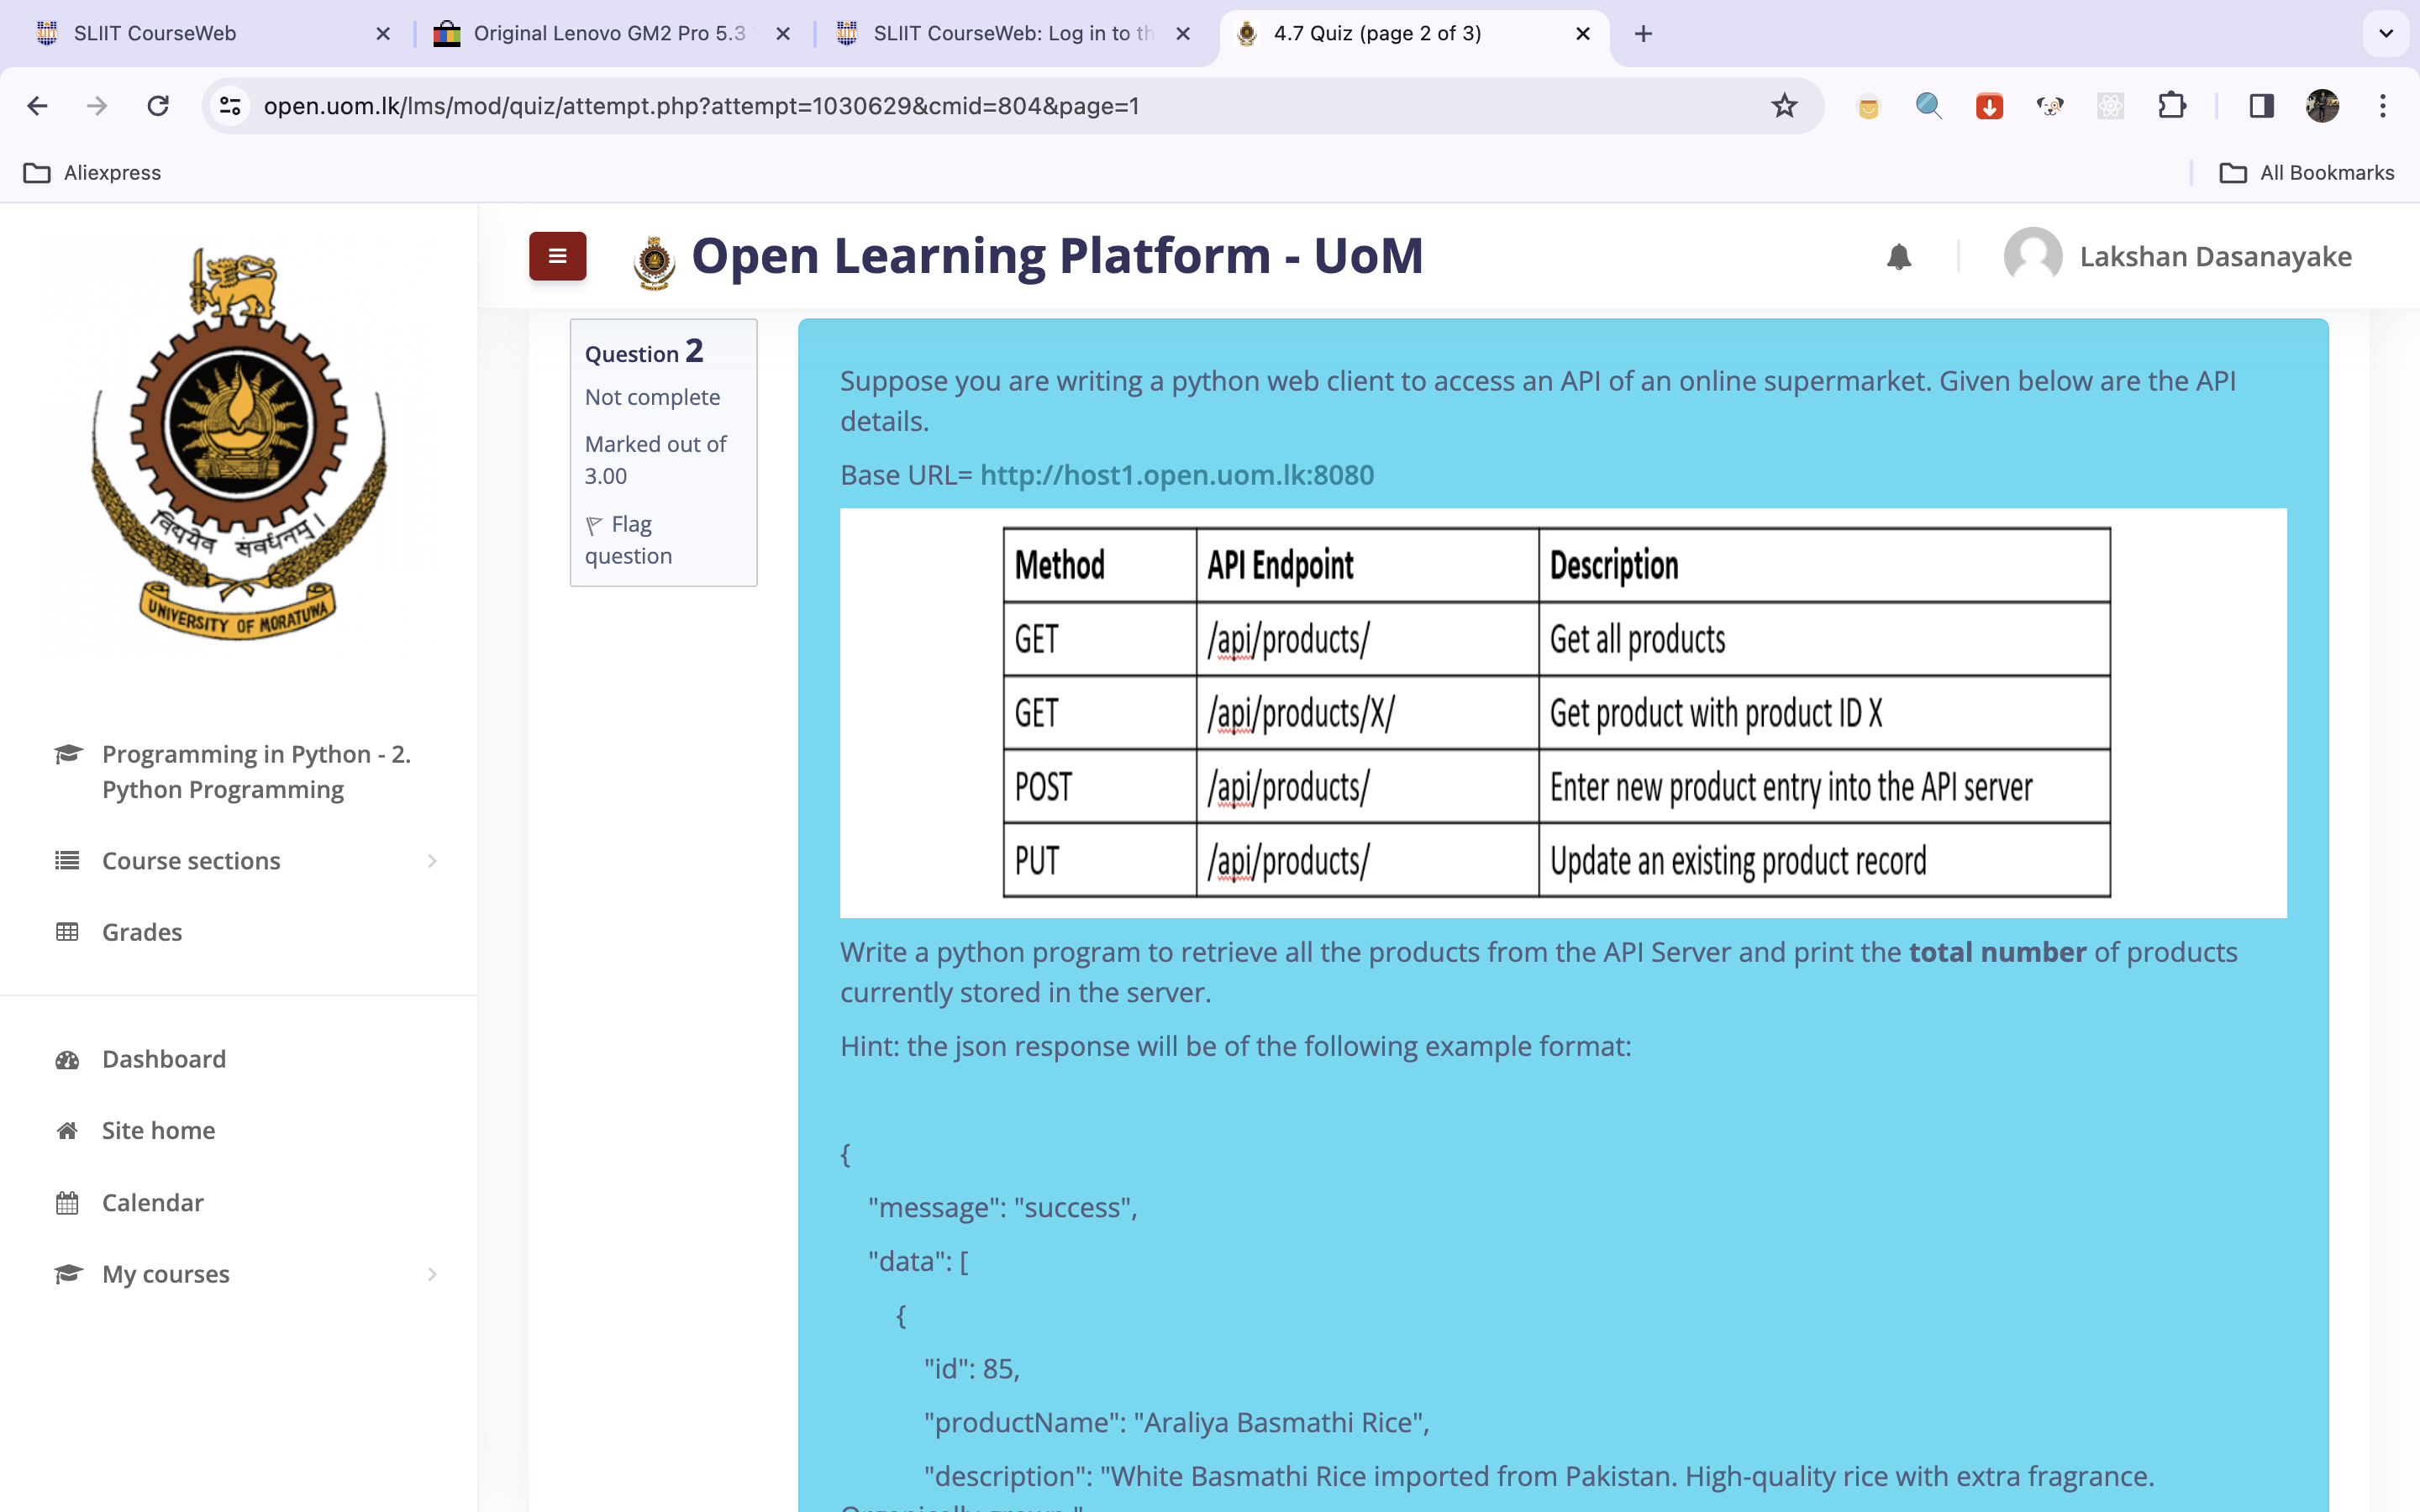 SLIIT CourseWeb
Original Lenovo GM2 Pro 5.3
SLIIT CourseWeb: Log in to th
4.7 Quiz (page 2 of 3)
open.uom.lk/lms/mod/quiz/attempt.php?attempt=1030629&cmid=804&page=1
Aliexpress
All Bookmarks
विद्ययैव संवर्धनम् ।
UNIVERSITY OF MORATUWA
Programming in Python - 2.
Python Programming
Course sections
Grades
Dashboard
Site home
Calendar
My courses
Open Learning Platform - UoM
Lakshan Dasanayake
Question 2
Not complete
Marked out of
3.00
Flag
question
Suppose you are writing a python web client to access an API of an online supermarket. Given below are the API
details.
Base URL= http://host1.open.uom.lk:8080
Method API Endpoint Description
GET /api/products/ Get all products
GET /api/products/X/ Get product with product ID X
POST /api/products/ Enter new product entry into the API server
PUT /api/products/ Update an existing product record
Write a python program to retrieve all the products from the API Server and print the total number of products
currently stored in the server.
Hint: the json response will be of the following example format:
{
"message": "success",
"data": [
{
"id": 85,
"productName": "Araliya Basmathi Rice",
"description": "White Basmathi Rice imported from Pakistan. High-quality rice with extra fragrance.
Organically grown."